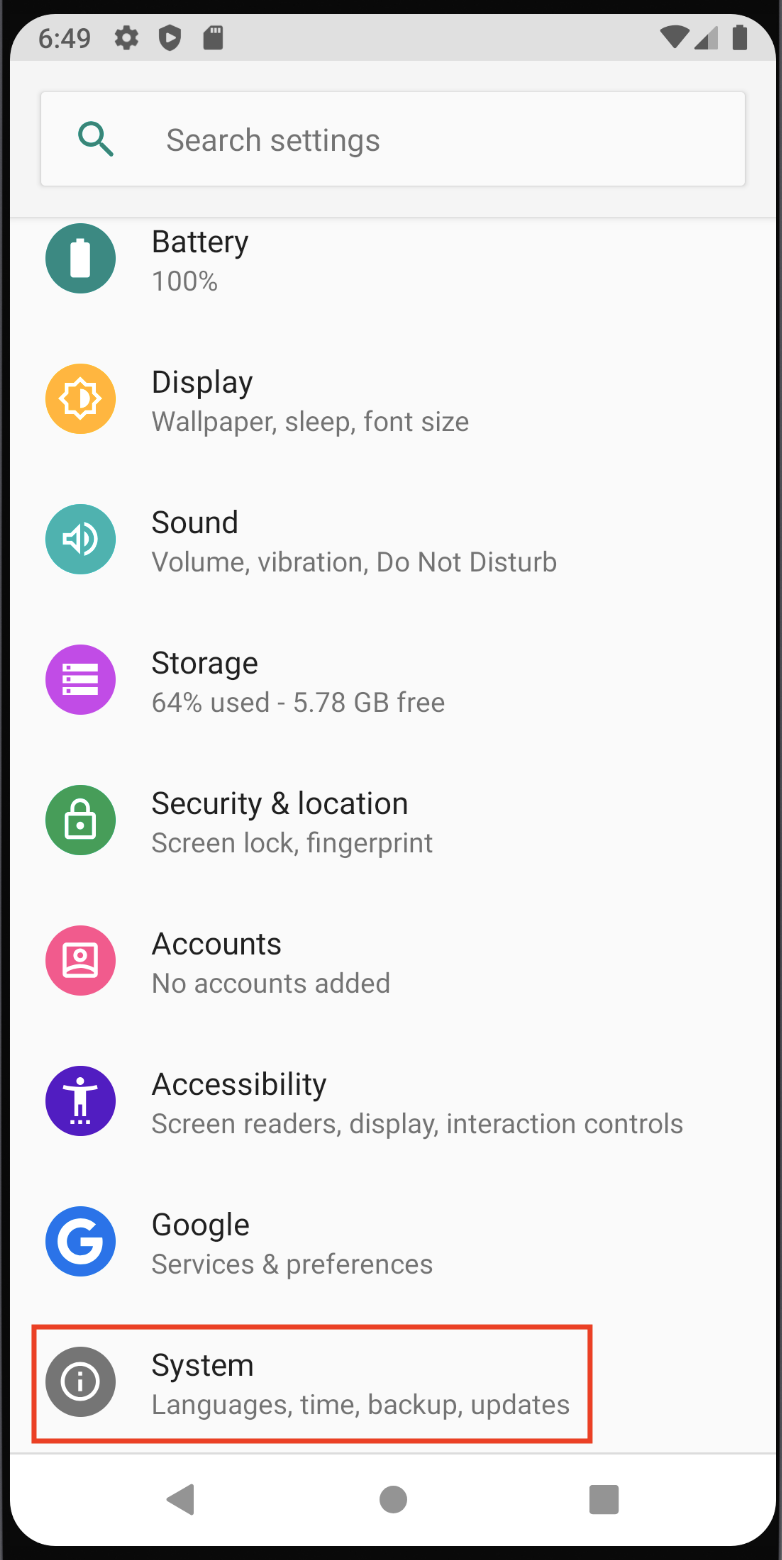 6:49
Search settings
Battery
100%
Display
Wallpaper, sleep, font size
Sound
Volume, vibration, Do Not Disturb
Storage
64% used - 5.78 GB free
Security & location
Screen lock, fingerprint
Accounts
No accounts added
Accessibility
Screen readers, display, interaction controls
Google
Services & preferences
System
Languages, time, backup, updates